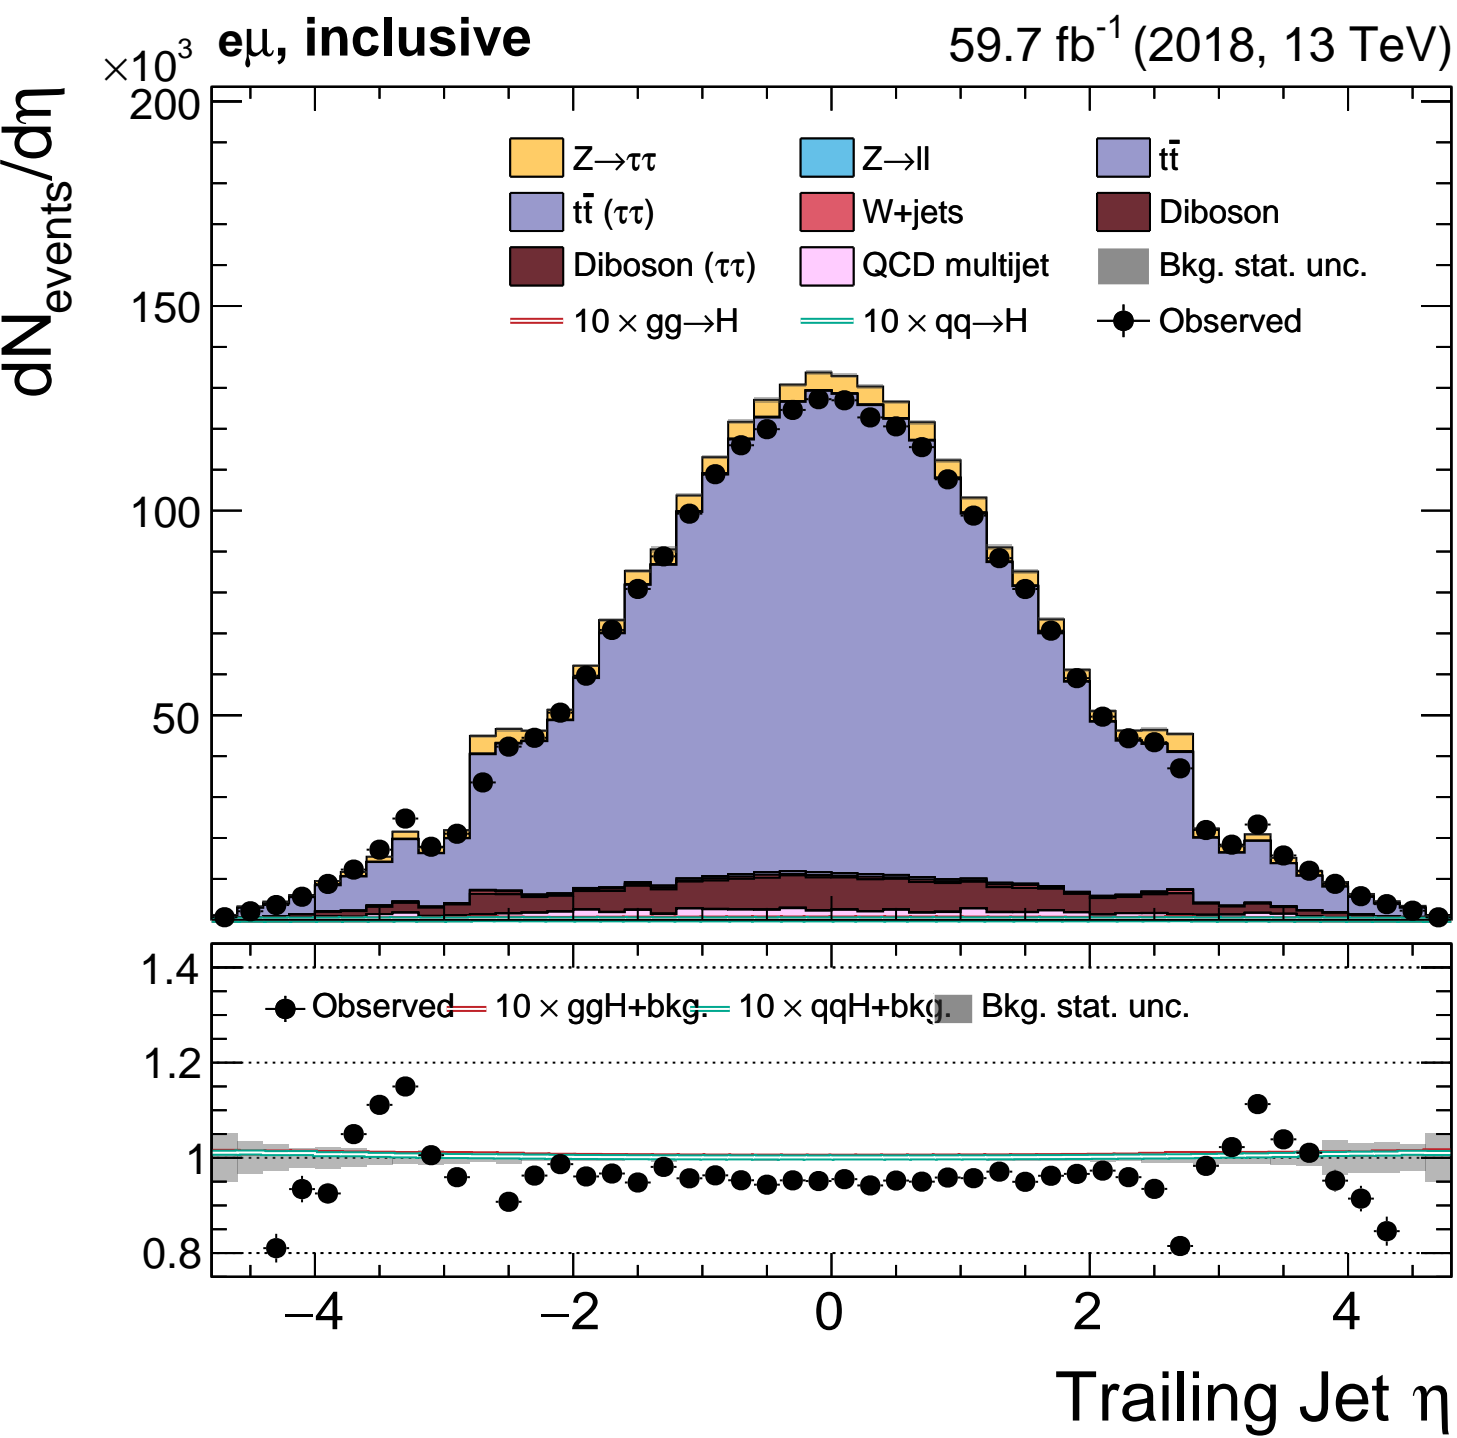 ×10³ eμ, inclusive 59.7 fb⁻¹ (2018, 13 TeV)
dN_events/dη
200
150
100
50
Z→ττ Z→ll tt̄
tt̄ (ττ) W+jets Diboson
Diboson (ττ) QCD multijet Bkg. stat. unc.
10 × gg→H 10 × qq→H Observed
1.4
1.2
1
0.8
Observed 10 × ggH+bkg. 10 × qqH+bkg. Bkg. stat. unc.
−4 −2 0 2 4
Trailing Jet η